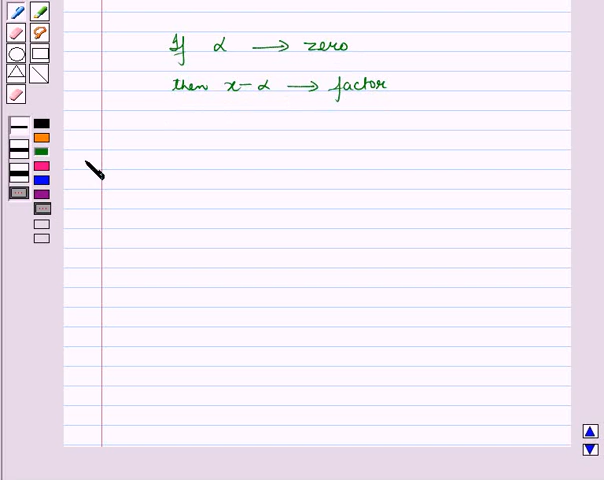 If α → zero
then x-α → factor